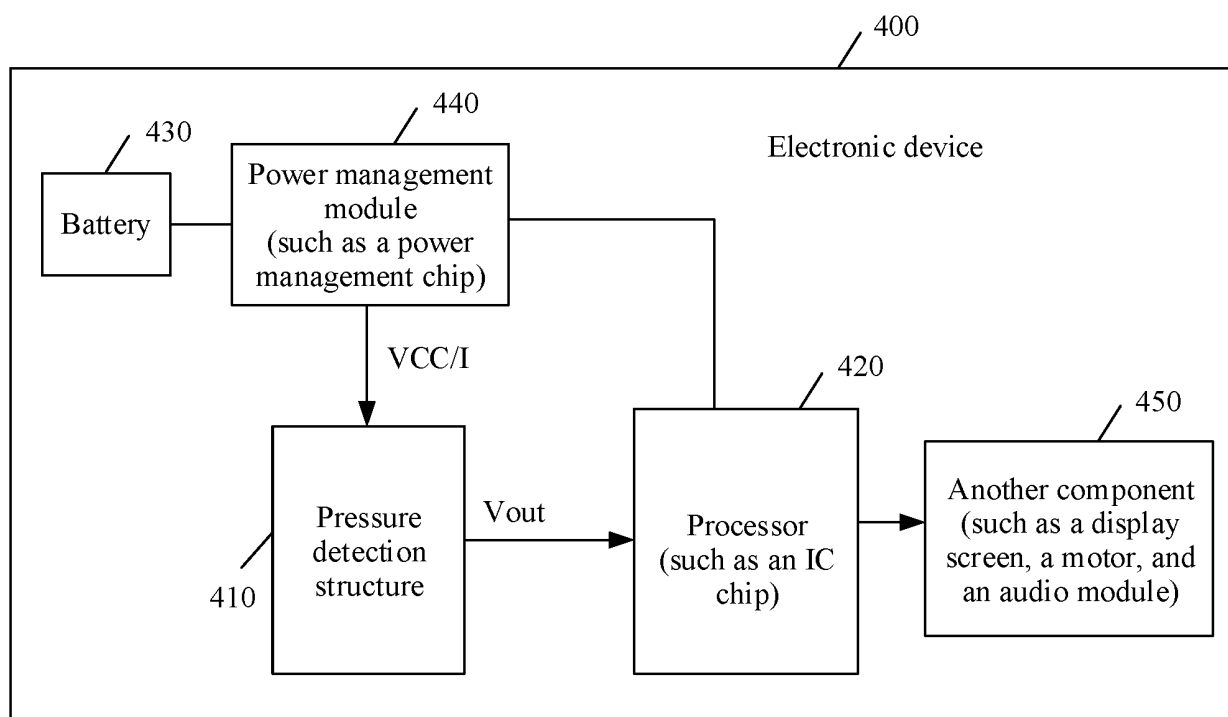 400
440
430
Electronic device
Power management
module
(such as a power
management chip)
Battery
VCC/I
420
450
Another component
(such as a display
screen, a motor, and
an audio module)
Vout
Pressure
detection
structure
Processor
(such as an IC
chip)
410